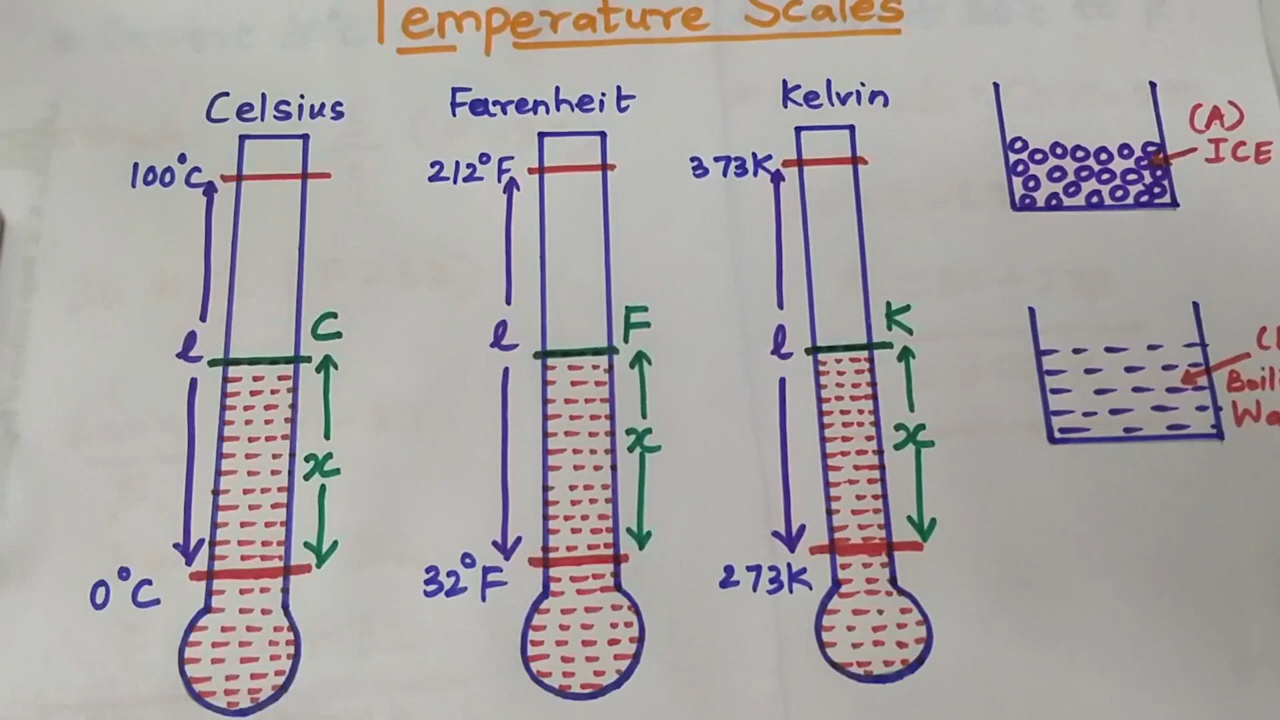 Temperature Scales
Celsius
Farenheit
Kelvin
100°C
212°F
373K
(A)
ICE
C
F
K
l
l
l
x
x
x
0°C
32°F
273K